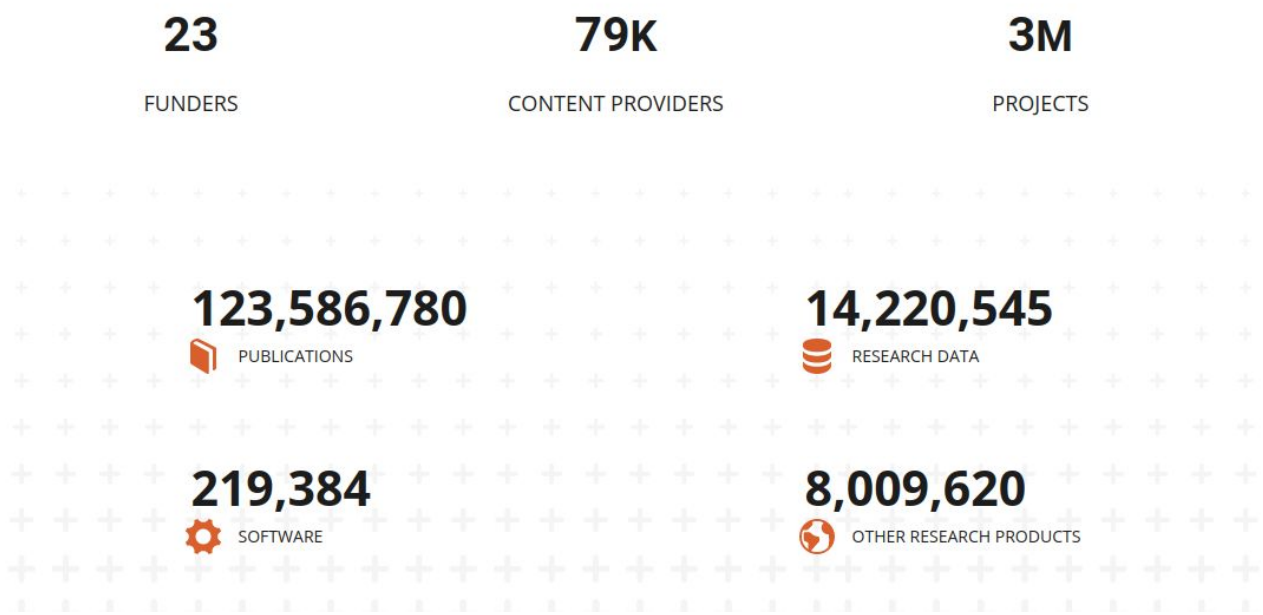 23 79K 3M
FUNDERS CONTENT PROVIDERS PROJECTS
123,586,780 14,220,545
PUBLICATIONS RESEARCH DATA
219,384 8,009,620
SOFTWARE OTHER RESEARCH PRODUCTS